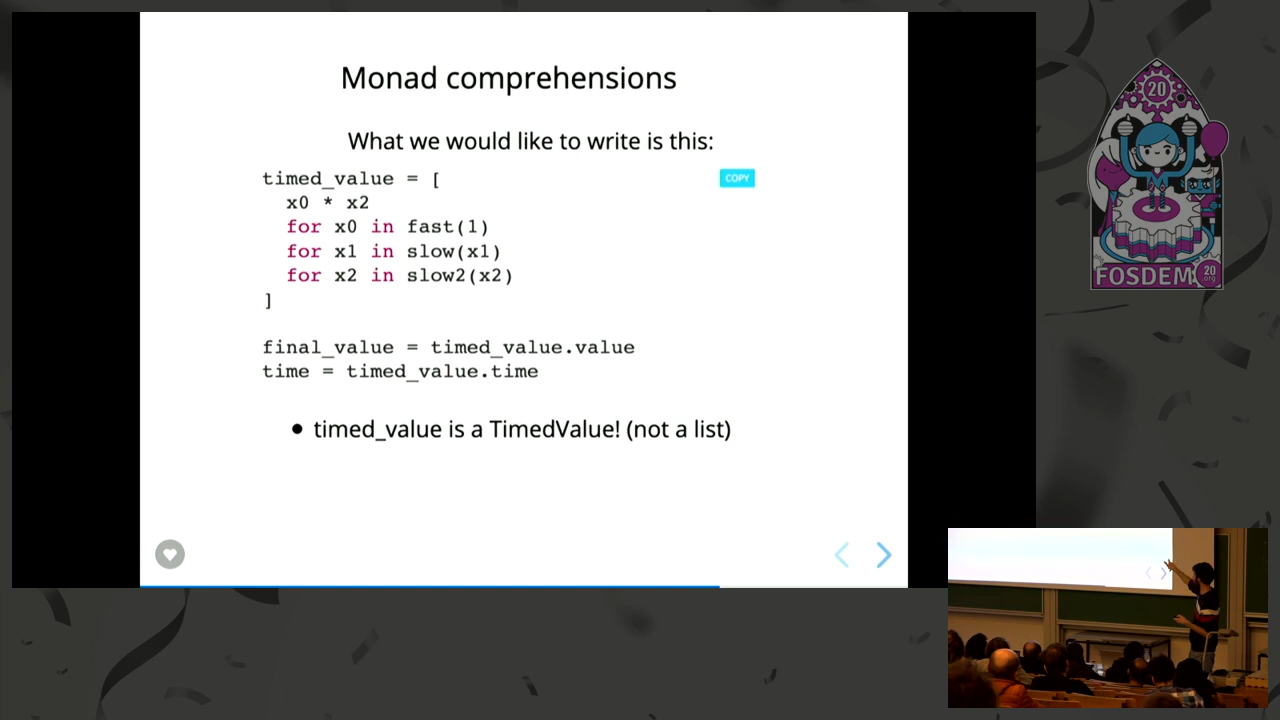 Monad comprehensions
What we would like to write is this:
timed_value = [
COPY
x0 * x2
for x0 in fast(1)
for x1 in slow(x1)
for x2 in slow2(x2)
]
final_value = timed_value.value
time = timed_value.time
• timed_value is a TimedValue! (not a list)
20
FOSDEM 20
.org